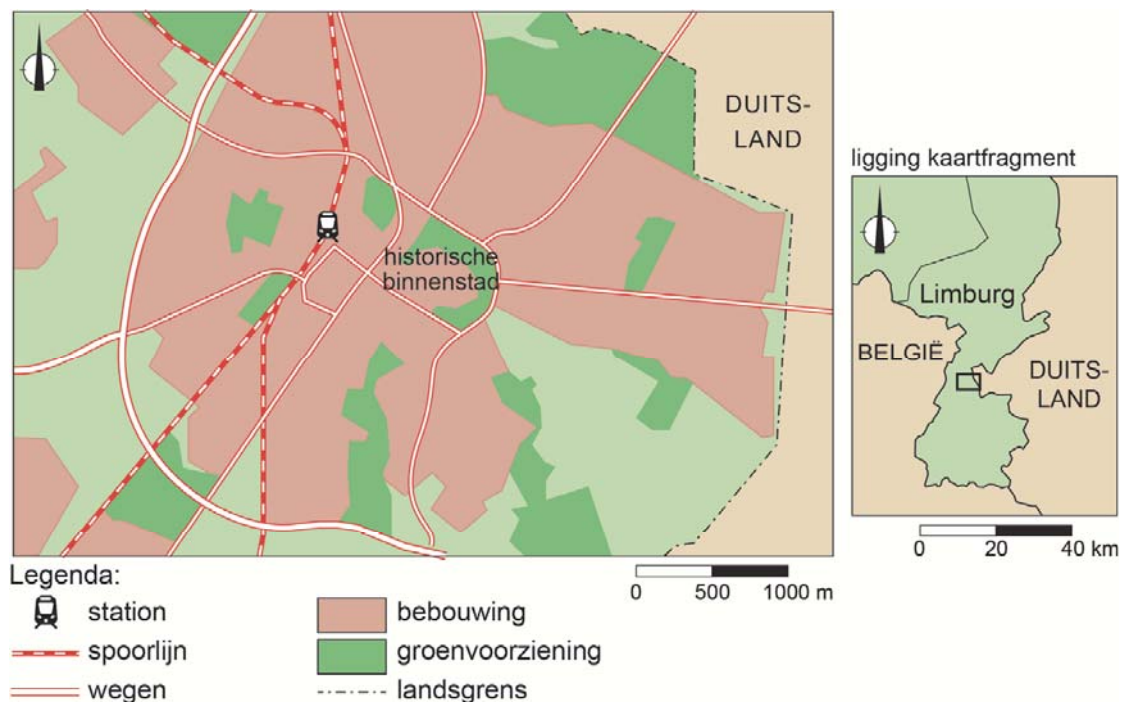 DUITS-
LAND
historische
binnenstad
ligging kaartfragment
Limburg
BELGIË
DUITS-
LAND
0 20 40 km
0 500 1000 m
Legenda:
station
spoorlijn
wegen
bebouwing
groenvoorziening
landsgrens